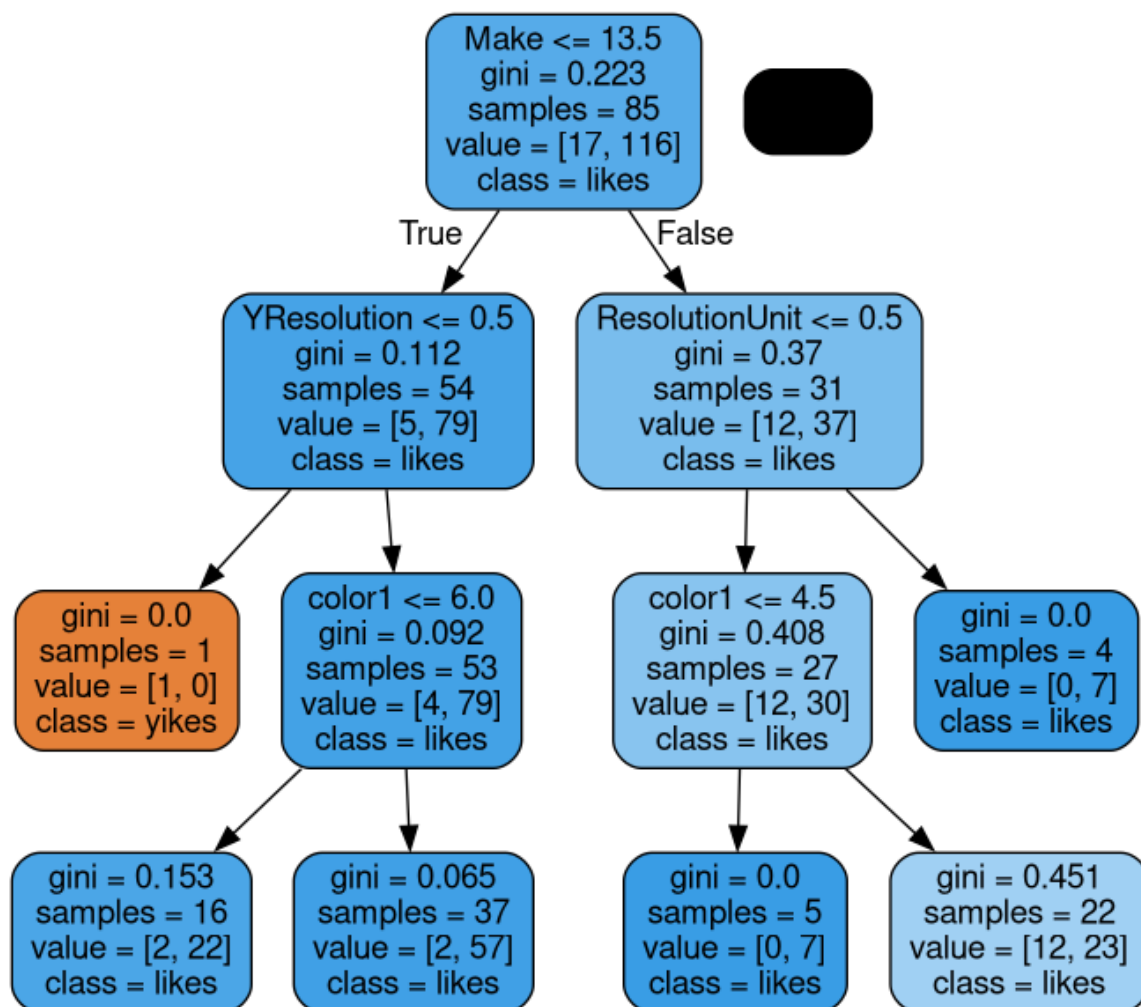 Make <= 13.5
gini = 0.223
samples = 85
value = [17, 116]
class = likes
True
False
YResolution <= 0.5
gini = 0.112
samples = 54
value = [5, 79]
class = likes
ResolutionUnit <= 0.5
gini = 0.37
samples = 31
value = [12, 37]
class = likes
gini = 0.0
samples = 1
value = [1, 0]
class = yikes
color1 <= 6.0
gini = 0.092
samples = 53
value = [4, 79]
class = likes
color1 <= 4.5
gini = 0.408
samples = 27
value = [12, 30]
class = likes
gini = 0.0
samples = 4
value = [0, 7]
class = likes
gini = 0.153
samples = 16
value = [2, 22]
class = likes
gini = 0.065
samples = 37
value = [2, 57]
class = likes
gini = 0.0
samples = 5
value = [0, 7]
class = likes
gini = 0.451
samples = 22
value = [12, 23]
class = likes